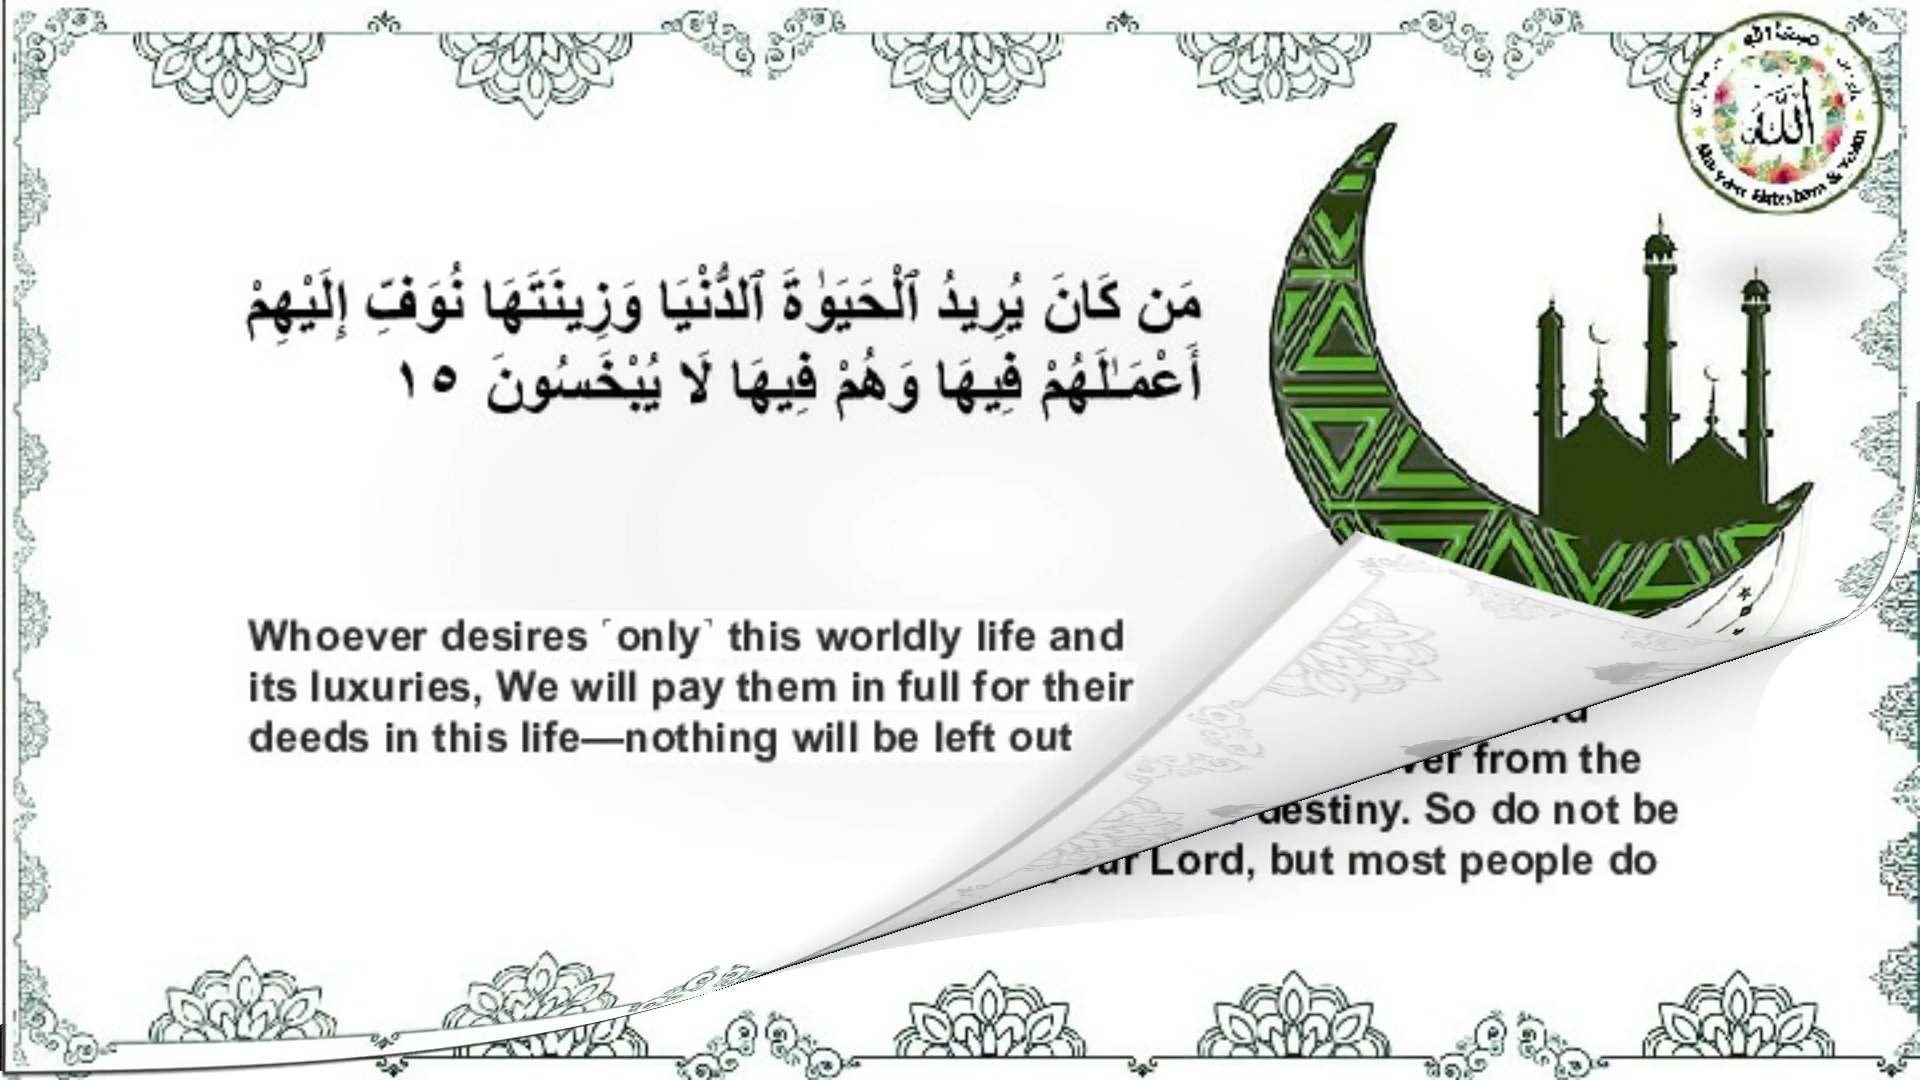 مَن كَانَ يُرِيدُ ٱلْحَيَوٰةَ ٱلدُّنْيَا وَزِينَتَهَا نُوَفِّ إِلَيْهِمْ
أَعْمَـٰلَهُمْ فِيهَا وَهُمْ فِيهَا لَا يُبْخَسُونَ ١٥
Whoever desires ˹only˺ this worldly life and
its luxuries, We will pay them in full for their
deeds in this life—nothing will be left out
from the
destiny. So do not be
Lord, but most people do
الله